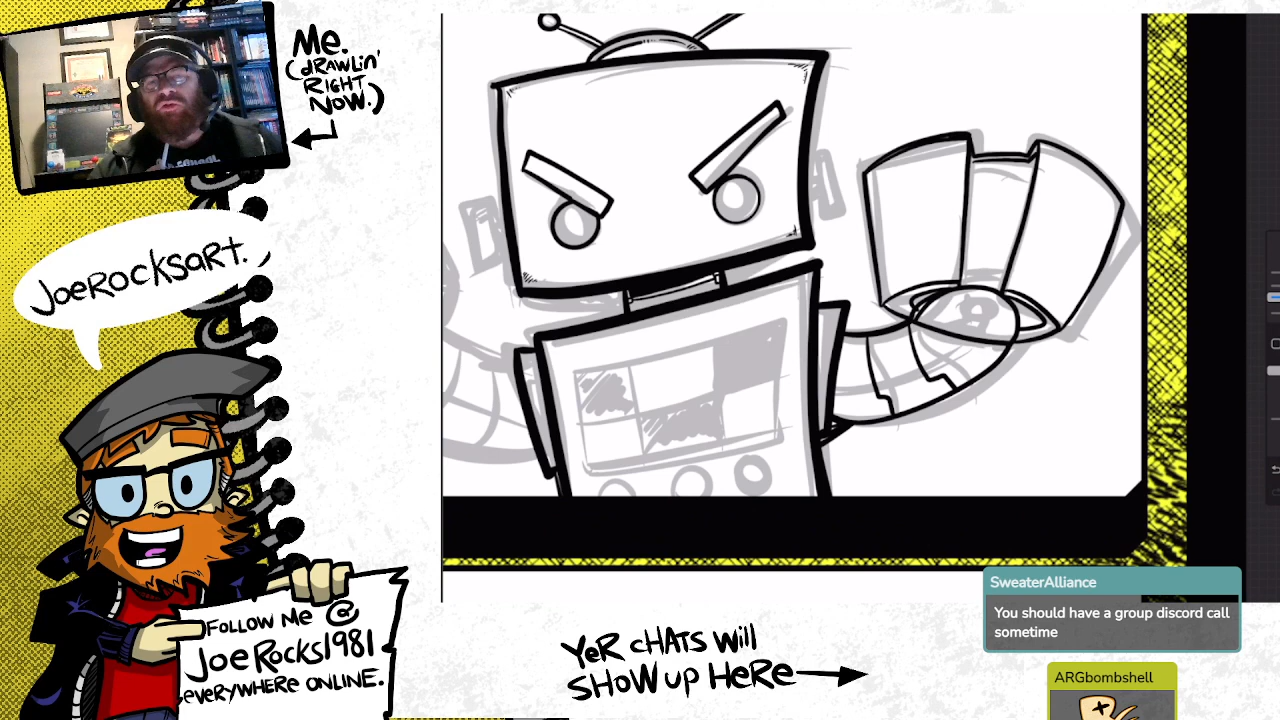 Me.
(dRAWLin'
RIGHT
NOW.)
JoeRocksart.
Follow Me @
JoeRocks1981
everywhere online.
Yer chats will
show up here
SweaterAlliance
You should have a group discord call
sometime
ARGbombshell